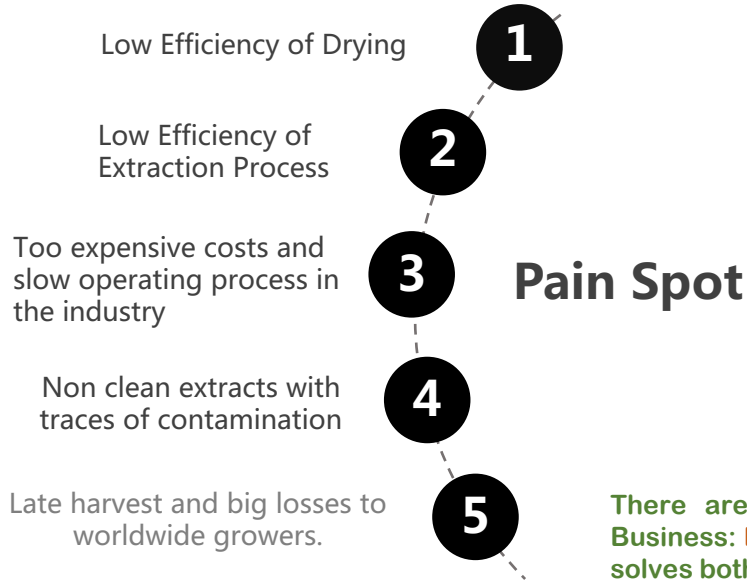 1
Low Efficiency of Drying
2
Low Efficiency of
Extraction Process
3
Too expensive costs and
slow operating process in
the industry
Pain Spot
4
Non clean extracts with
traces of contamination
5
Late harvest and big losses to
worldwide growers.
There are
Business:
solves both